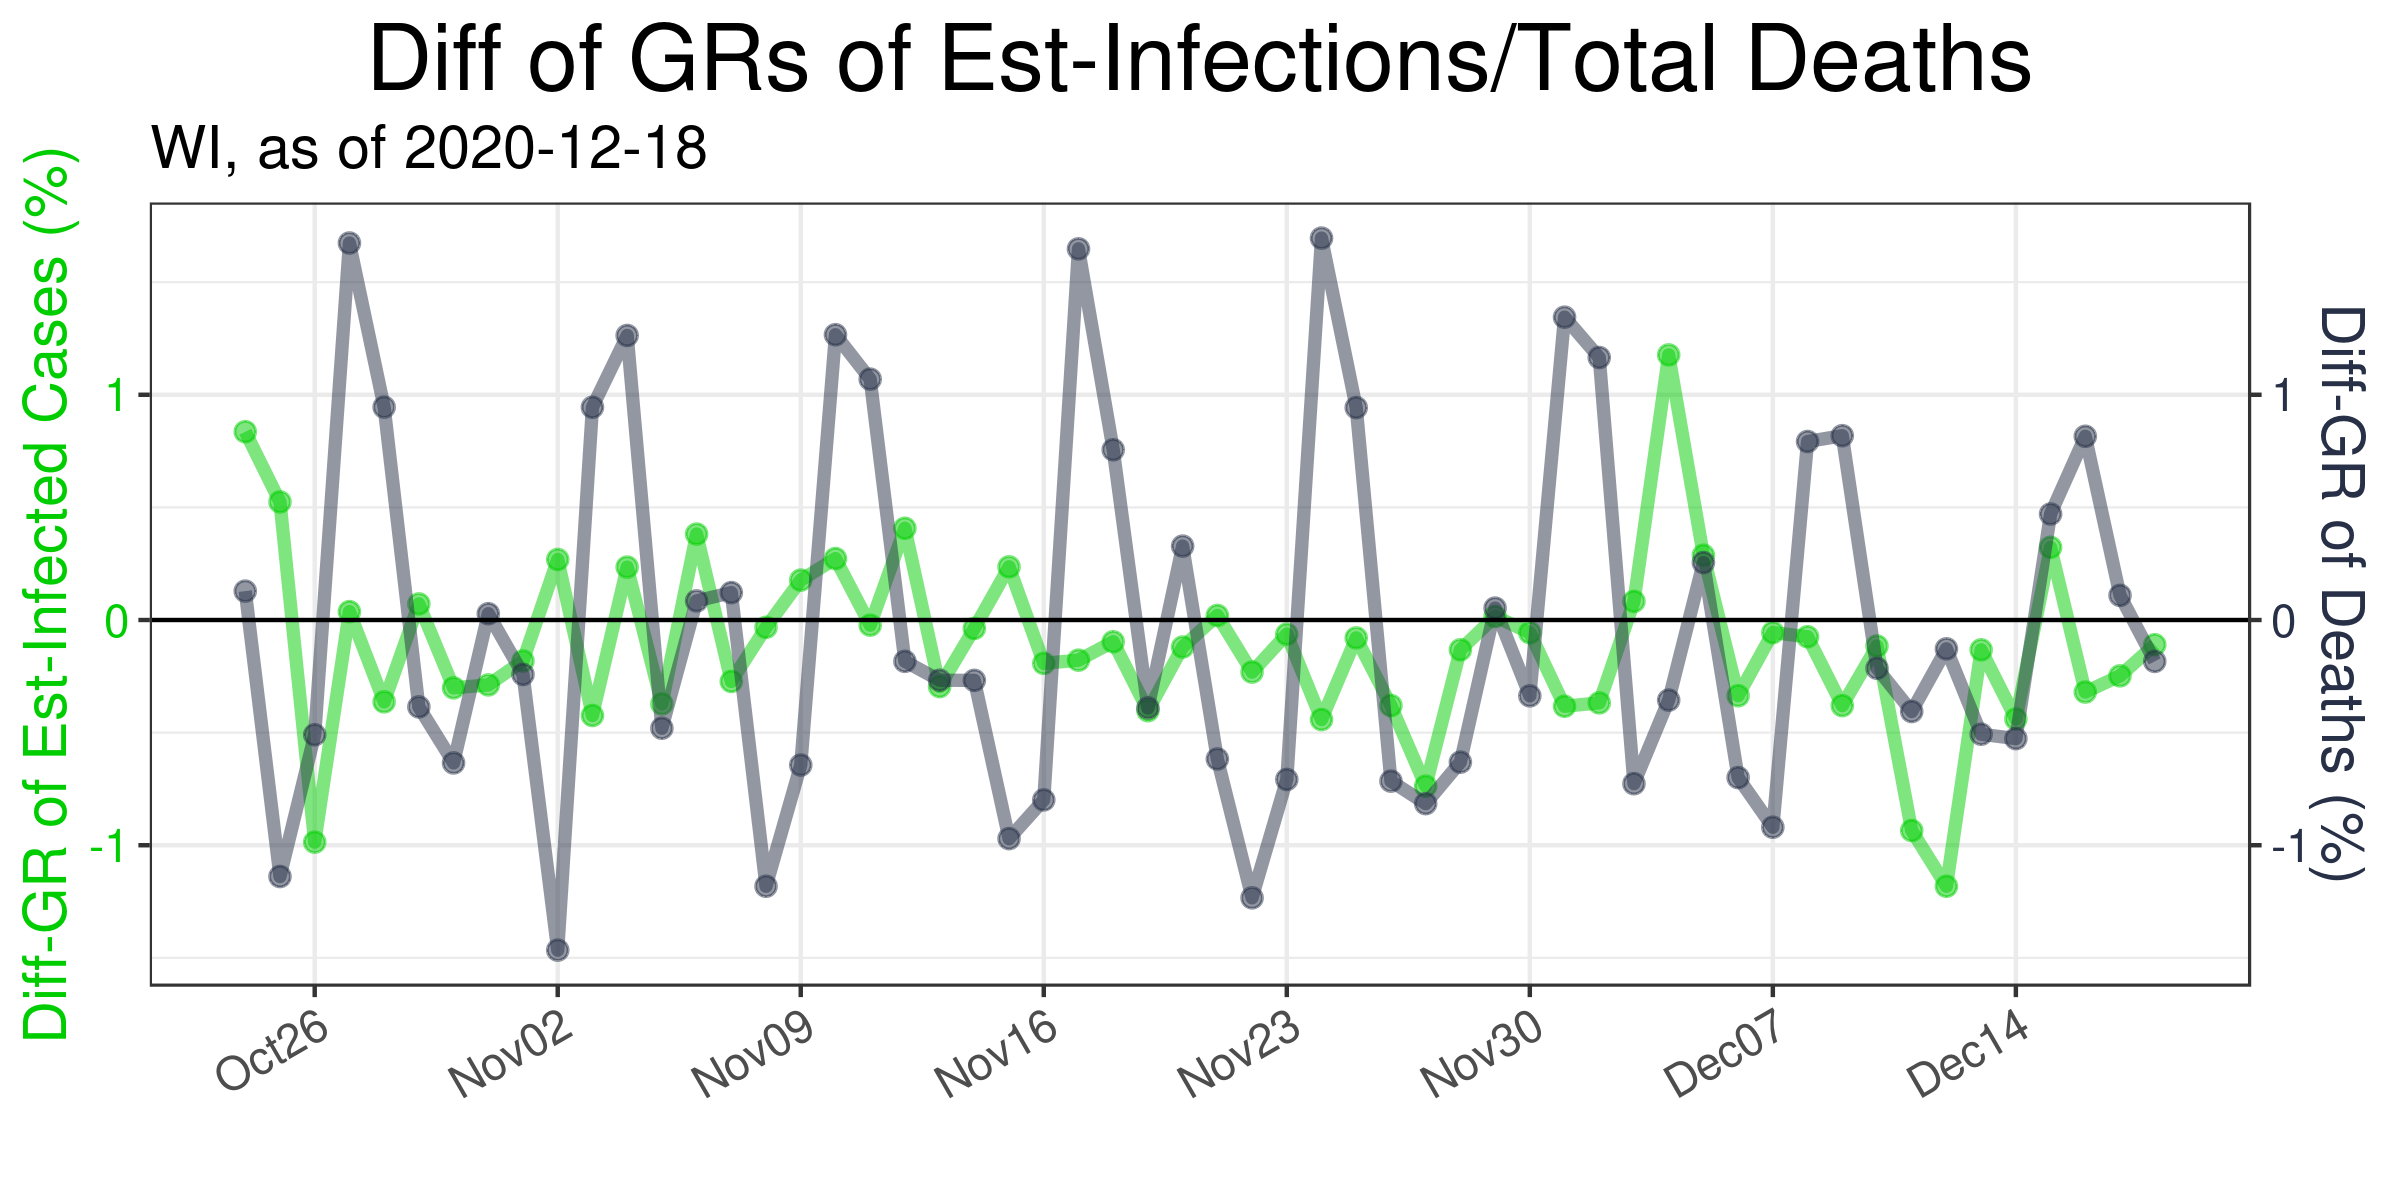 Diff of GRs of Est-Infections/Total Deaths
WI, as of 2020-12-18
Diff-GR of Est-Infected Cases (%)
1
0
-1
1
0
-1
Diff-GR of Deaths (%)
Oct26
Nov02
Nov09
Nov16
Nov23
Nov30
Dec07
Dec14